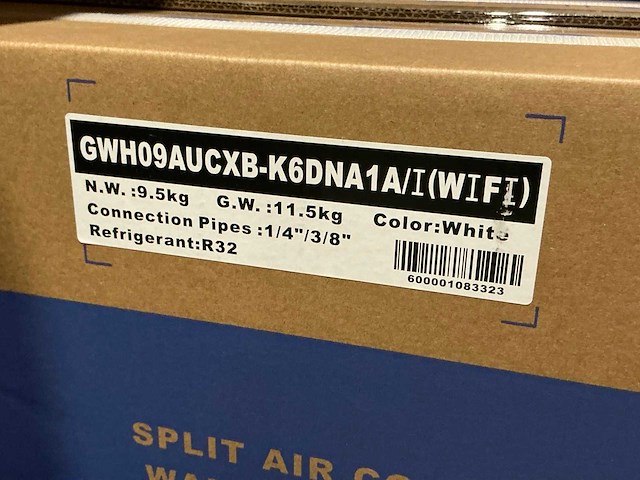 GWH09AUCXB-K6DNA1A/I(WIFI)
N.W. :9.5kg G.W. :11.5kg Color:White
Connection Pipes :1/4"/3/8"
Refrigerant:R32
600001083323
SPLIT AIR